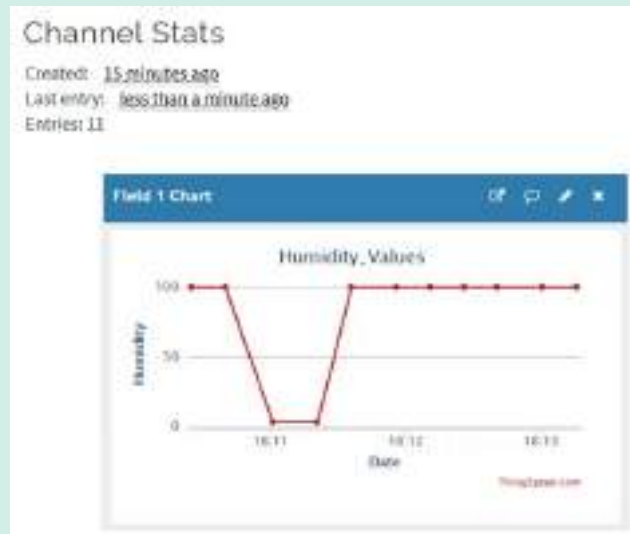 Channel Stats
Created: 15 minutes ago
Last entry: less than a minute ago
Entries: 11
Field 1 Chart
Humidity_Values
100
50
0
Humidity
18:11
18:12
18:13
Date
ThingSpeak.com